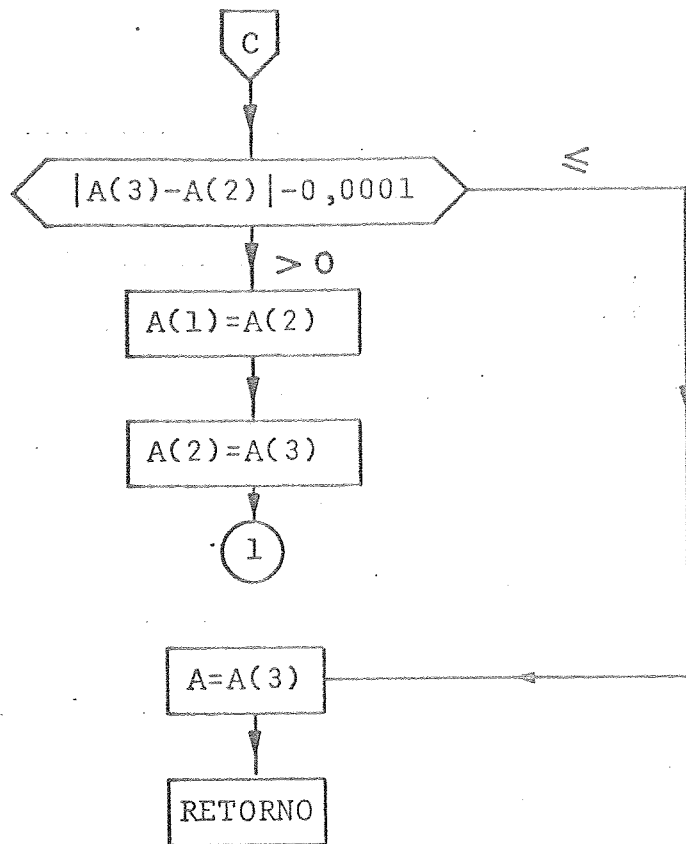 C
≤
|A(3)-A(2)|-0,0001
> 0
A(1)=A(2)
A(2)=A(3)
1
A=A(3)
RETORNO